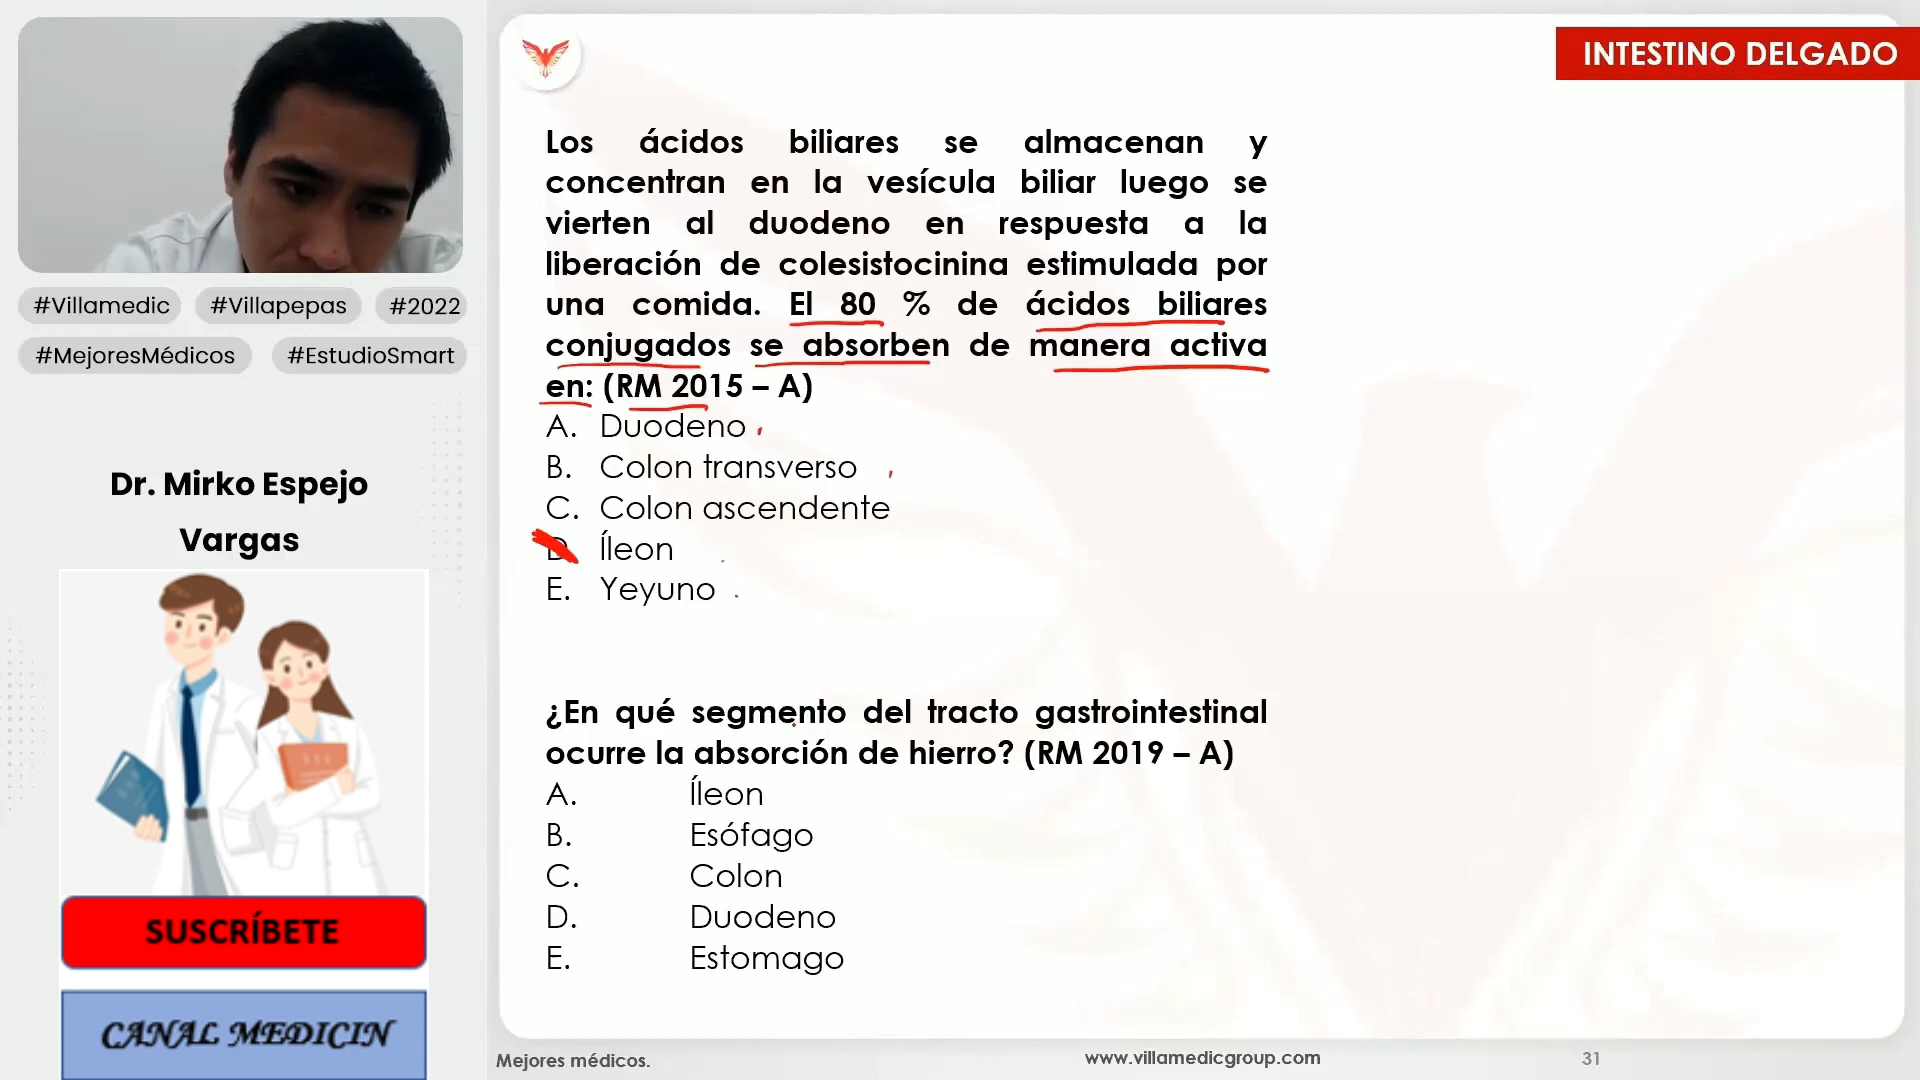 INTESTINO DELGADO
Los ácidos biliares se almacenan y
concentran en la vesícula biliar luego se
vierten al duodeno en respuesta a la
liberación de colesistocinina estimulada por
una comida. El 80 % de ácidos biliares
conjugados se absorben de manera activa
en: (RM 2015 – A)
A. Duodeno
B. Colon transverso
C. Colon ascendente
D. Íleon
E. Yeyuno
¿En qué segmento del tracto gastrointestinal
ocurre la absorción de hierro? (RM 2019 – A)
A. Íleon
B. Esófago
C. Colon
D. Duodeno
E. Estomago
#Villamedic #Villapepas #2022
#MejoresMédicos #EstudioSmart
Dr. Mirko Espejo
Vargas
SUSCRÍBETE
CANAL MEDICIN
Mejores médicos.
www.villamedicgroup.com
31